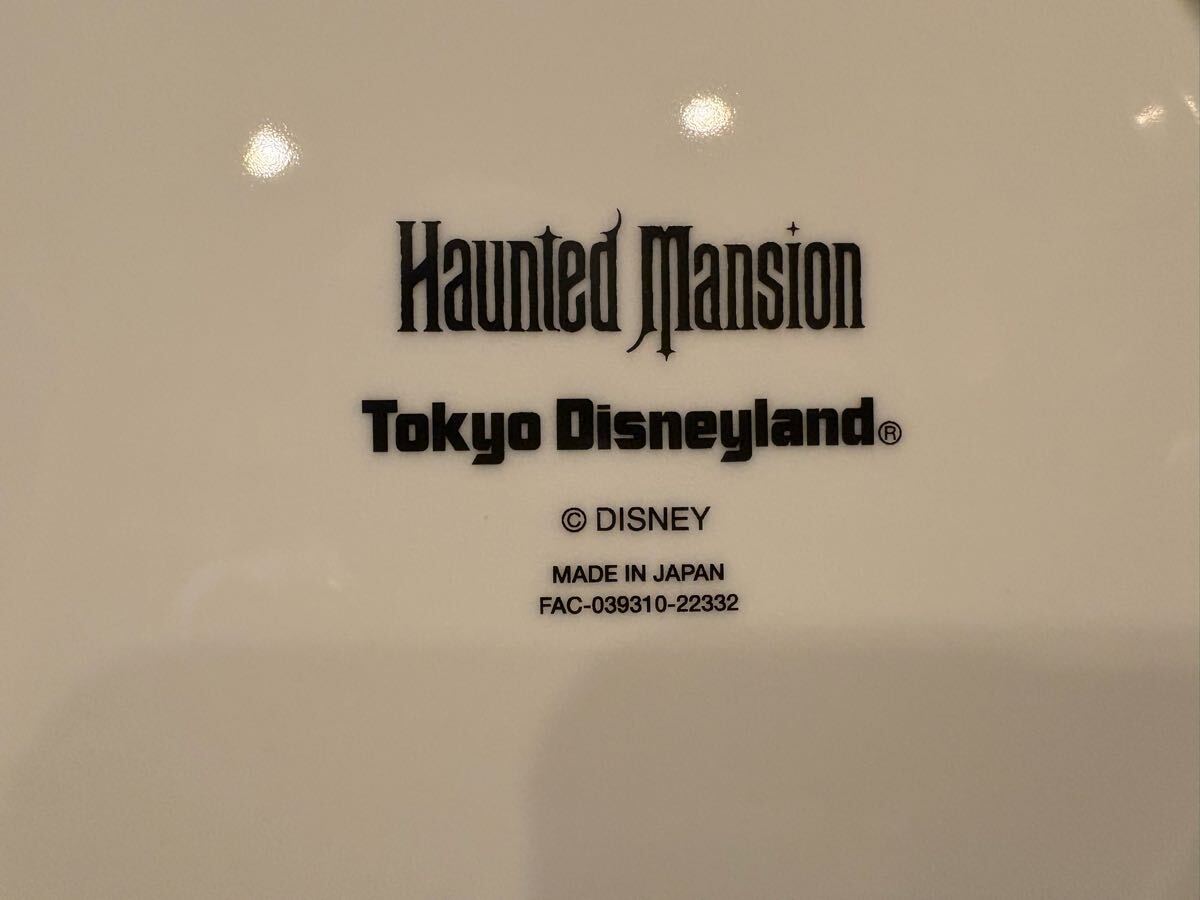 Haunted Mansion
Tokyo Disneyland®
© DISNEY
MADE IN JAPAN
FAC-039310-22332